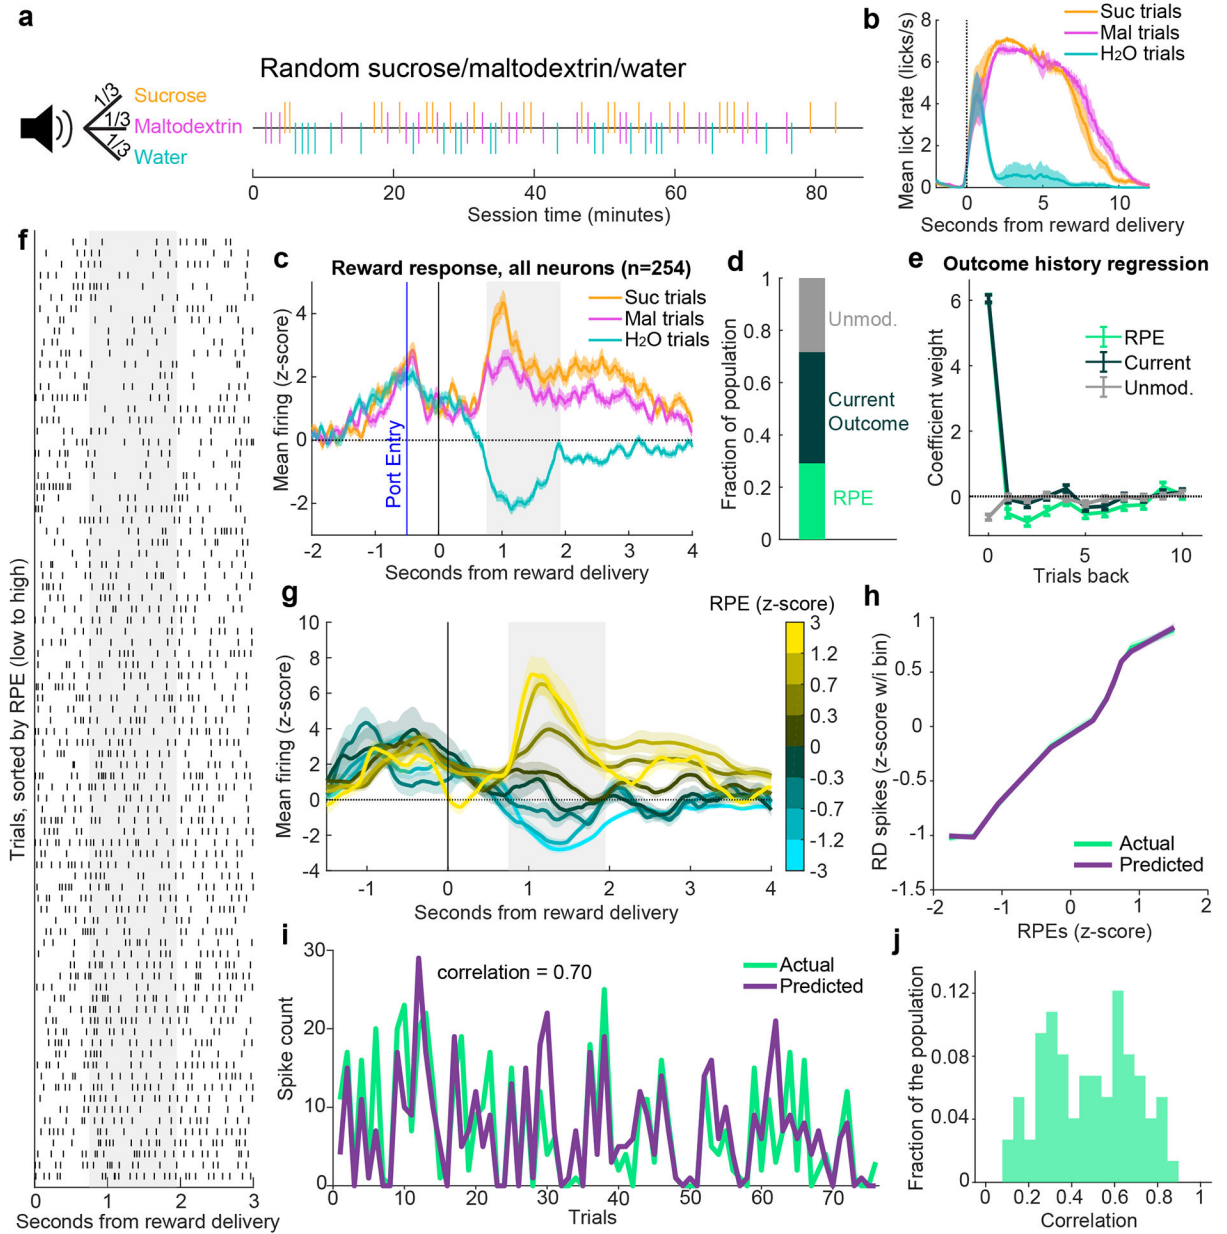 a
Random sucrose/maltodextrin/water
1/3
Sucrose
1/3
Maltodextrin
1/3
Water
0 20 40 60 80
Session time (minutes)
b
Suc trials
Mal trials
H2O trials
Mean lick rate (licks/s)
8
6
4
2
0
0 5 10
Seconds from reward delivery
f
Trials, sorted by RPE (low to high)
0 1 2 3
Seconds from reward delivery
c
Reward response, all neurons (n=254)
Suc trials
Mal trials
H2O trials
Mean firing (z-score)
4
2
0
-2
Port Entry
-2 -1 0 1 2 3 4
Seconds from reward delivery
d
Fraction of population
1
0.8
0.6
0.4
0.2
0
Unmod.
Current
Outcome
RPE
e
Outcome history regression
Coefficient weight
6
4
2
0
RPE
Current
Unmod.
0 5 10
Trials back
g
RPE (z-score)
Mean firing (z-score)
10
8
6
4
2
0
-2
-4
3
1.2
0.7
0.3
0
-0.3
-0.7
-1.2
-3
-1 0 1 2 3 4
Seconds from reward delivery
h
RD spikes (z-score w/i bin)
1
0.5
0
-0.5
-1
-1.5
Actual
Predicted
-2 -1 0 1 2
RPEs (z-score)
i
correlation = 0.70
Actual
Predicted
Spike count
30
20
10
0
0 10 20 30 40 50 60 70
Trials
j
Fraction of the population
0.12
0.08
0.04
0
0 0.2 0.4 0.6 0.8 1
Correlation